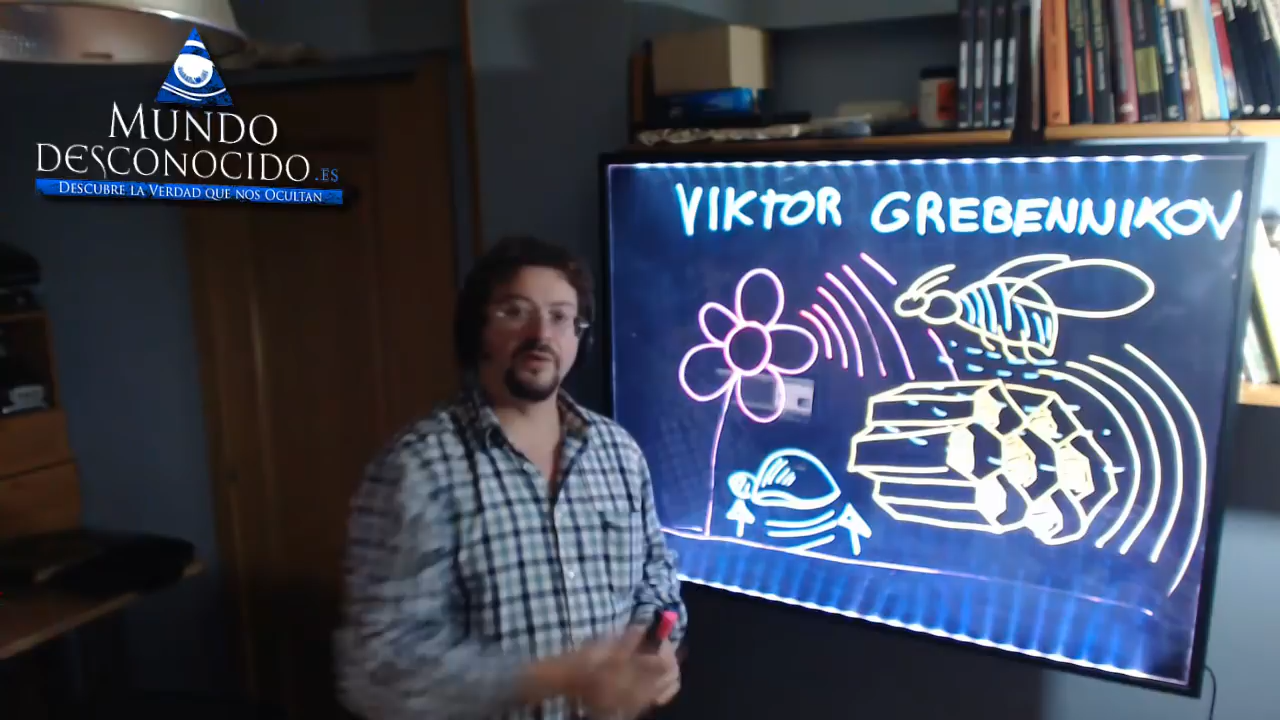 MUNDO
DESCONOCIDO.ES
DESCUBRE LA VERDAD QUE NOS OCULTAN
VIKTOR GREBENNIKOV